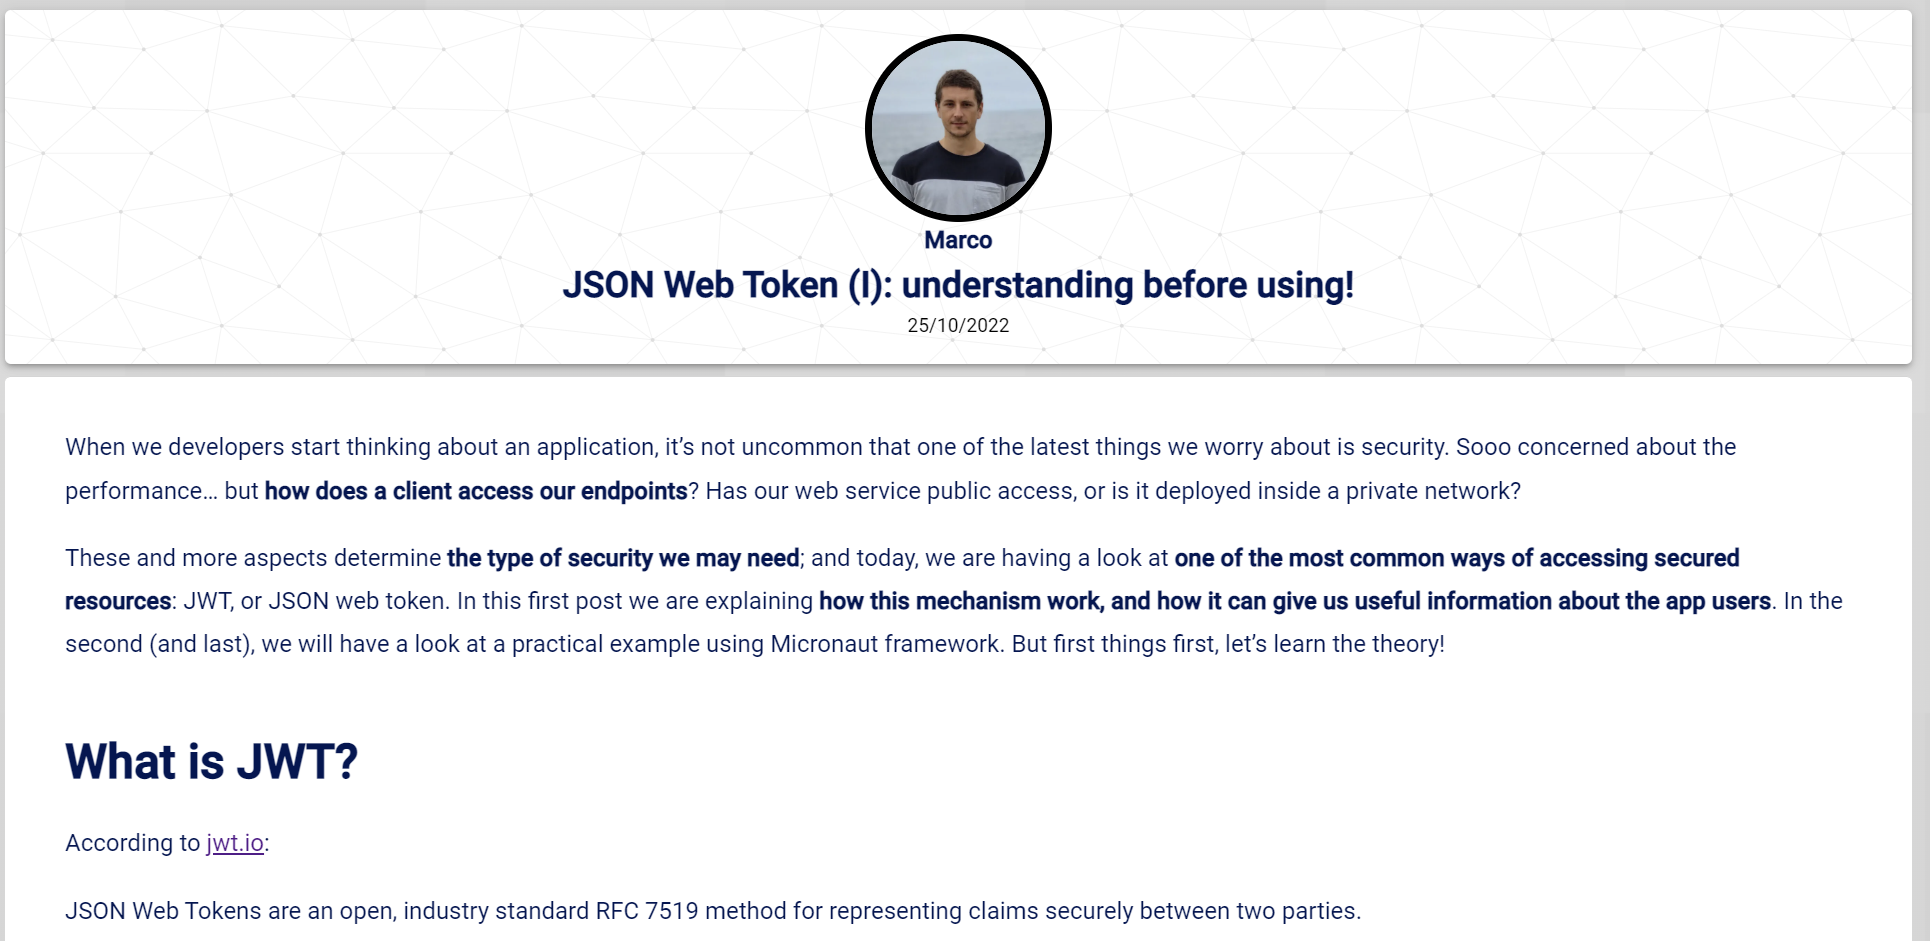 Marco
JSON Web Token (I): understanding before using!
25/10/2022
When we developers start thinking about an application, it’s not uncommon that one of the latest things we worry about is security. Sooo concerned about the
performance… but how does a client access our endpoints? Has our web service public access, or is it deployed inside a private network?
These and more aspects determine the type of security we may need; and today, we are having a look at one of the most common ways of accessing secured
resources: JWT, or JSON web token. In this first post we are explaining how this mechanism work, and how it can give us useful information about the app users. In the
second (and last), we will have a look at a practical example using Micronaut framework. But first things first, let’s learn the theory!
What is JWT?
According to jwt.io:
JSON Web Tokens are an open, industry standard RFC 7519 method for representing claims securely between two parties.